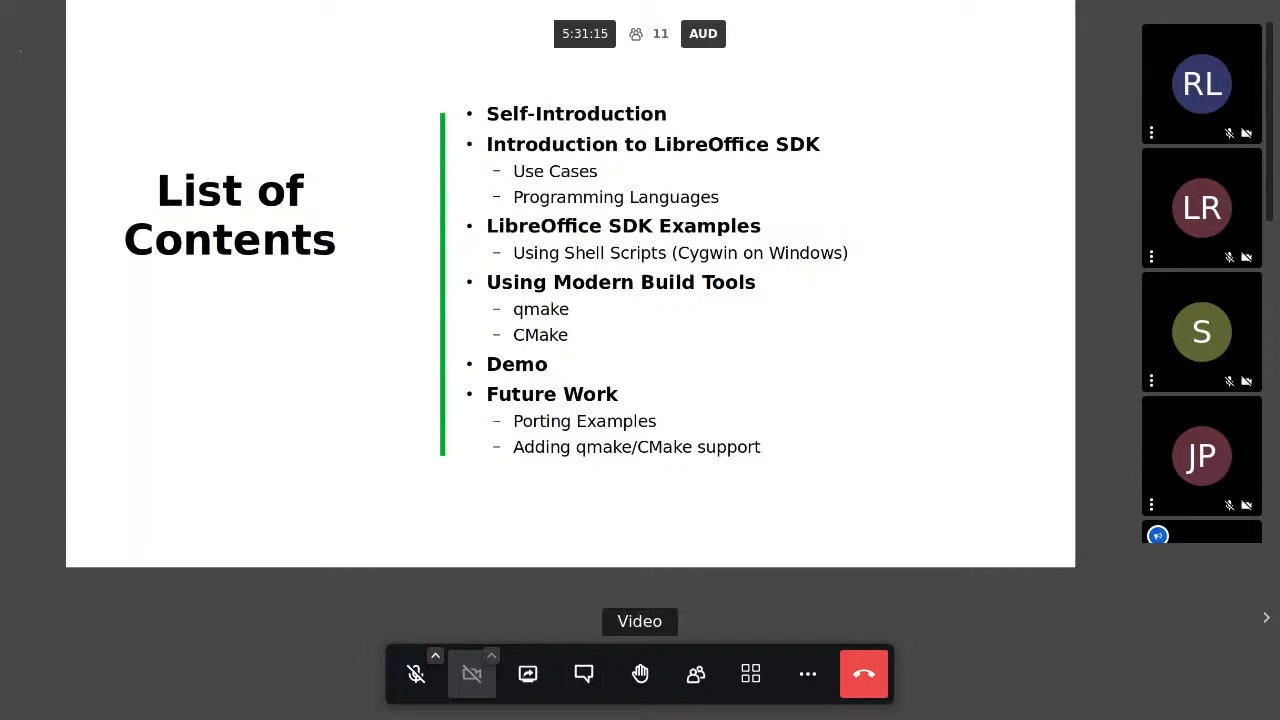 5:31:15 11 AUD
List of
Contents
• Self-Introduction
• Introduction to LibreOffice SDK
– Use Cases
– Programming Languages
• LibreOffice SDK Examples
– Using Shell Scripts (Cygwin on Windows)
• Using Modern Build Tools
– qmake
– CMake
• Demo
• Future Work
– Porting Examples
– Adding qmake/CMake support
RL
LR
S
JP
Video